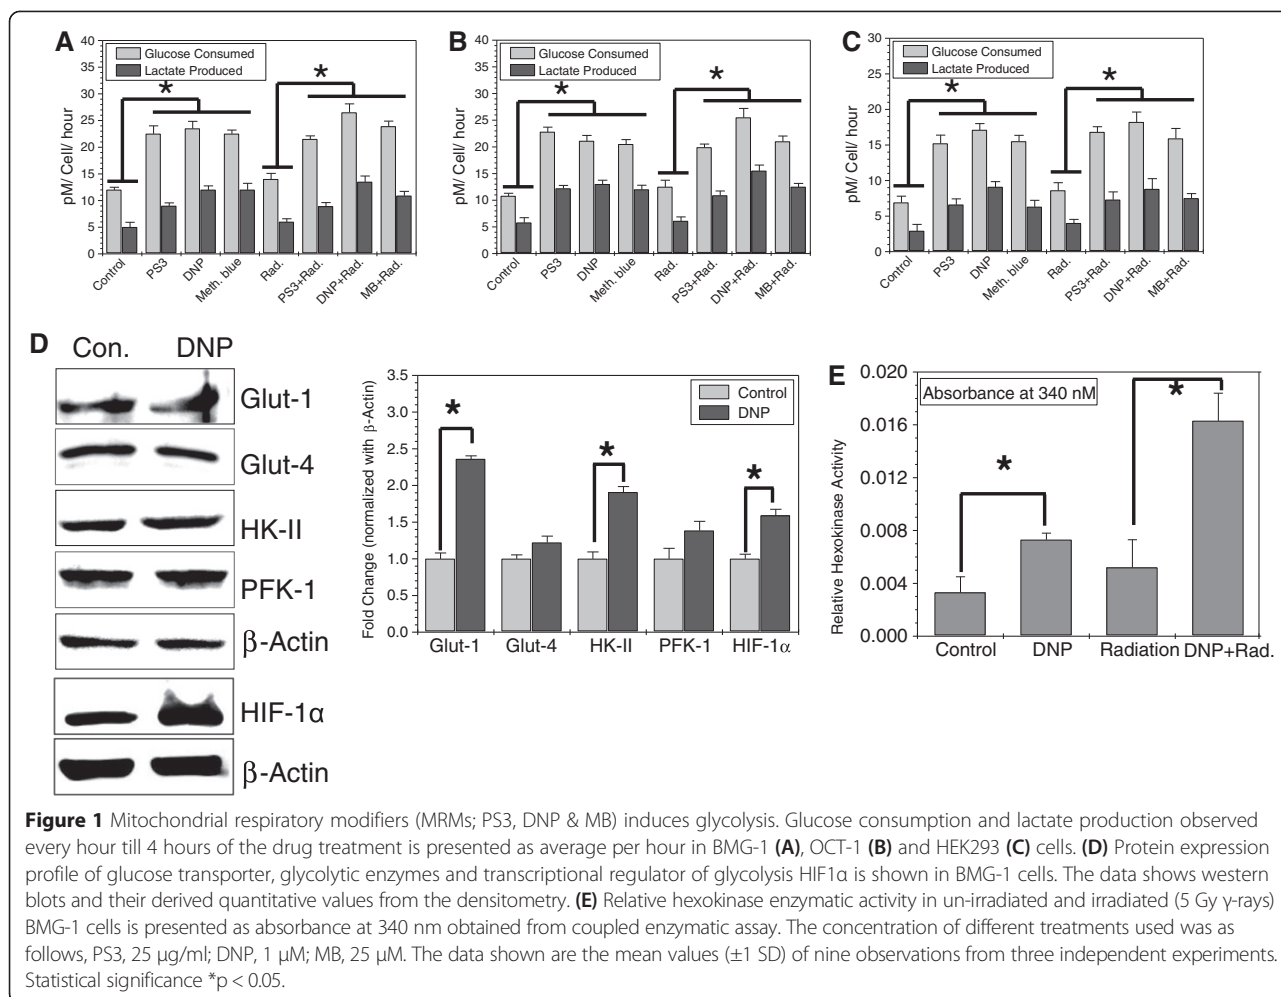 A
40
35
30
25
20
15
10
5
0
pM/ Cell/ hour
Glucose Consumed
Lactate Produced
*
*
Control
PS3
DNP
Meth. blue
Rad.
PS3+Rad.
DNP+Rad.
MB+Rad.
B
40
35
30
25
20
15
10
5
0
pM/ Cell/ hour
Glucose Consumed
Lactate Produced
*
*
Control
PS3
DNP
Meth. blue
Rad.
PS3+Rad.
DNP+Rad.
MB+Rad.
C
30
25
20
15
10
5
0
pM/ Cell/ hour
Glucose Consumed
Lactate Produced
*
*
Control
PS3
DNP
Meth. blue
Rad.
PS3+Rad.
DNP+Rad.
MB+Rad.
D
Con. DNP
Glut-1
Glut-4
HK-II
PFK-1
β-Actin
HIF-1α
β-Actin
Fold Change (normalized with β-Actin)
3.5
3.0
2.5
2.0
1.5
1.0
0.5
0.0
Control
DNP
*
*
*
Glut-1 Glut-4 HK-II PFK-1 HIF-1α
E
Relative Hexokinase Activity
0.020
0.016
0.012
0.008
0.004
0.000
Absorbance at 340 nM
*
*
Control DNP Radiation DNP+Rad.
Figure 1 Mitochondrial respiratory modifiers (MRMs; PS3, DNP & MB) induces glycolysis. Glucose consumption and lactate production observed
every hour till 4 hours of the drug treatment is presented as average per hour in BMG-1 (A), OCT-1 (B) and HEK293 (C) cells. (D) Protein expression
profile of glucose transporter, glycolytic enzymes and transcriptional regulator of glycolysis HIF1α is shown in BMG-1 cells. The data shows western
blots and their derived quantitative values from the densitometry. (E) Relative hexokinase enzymatic activity in un-irradiated and irradiated (5 Gy γ-rays)
BMG-1 cells is presented as absorbance at 340 nm obtained from coupled enzymatic assay. The concentration of different treatments used was as
follows, PS3, 25 μg/ml; DNP, 1 μM; MB, 25 μM. The data shown are the mean values (±1 SD) of nine observations from three independent experiments.
Statistical significance *p < 0.05.